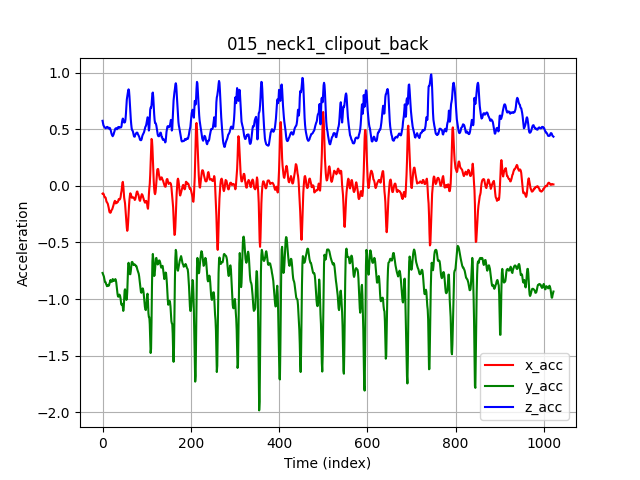 015_neck1_clipout_back
1.0
0.5
0.0
−0.5
−1.0
−1.5
−2.0
Acceleration
0
200
400
600
800
1000
Time (index)
x_acc
y_acc
z_acc